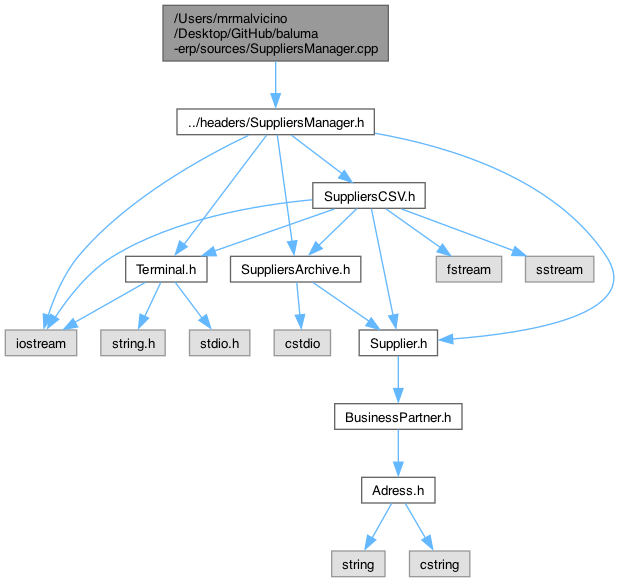 /Users/mrmalvicino
/Desktop/GitHub/baluma
-erp/sources/SuppliersManager.cpp
../headers/SuppliersManager.h
SuppliersCSV.h
Terminal.h
SuppliersArchive.h
fstream
sstream
iostream
string.h
stdio.h
cstdio
Supplier.h
BusinessPartner.h
Adress.h
string
cstring